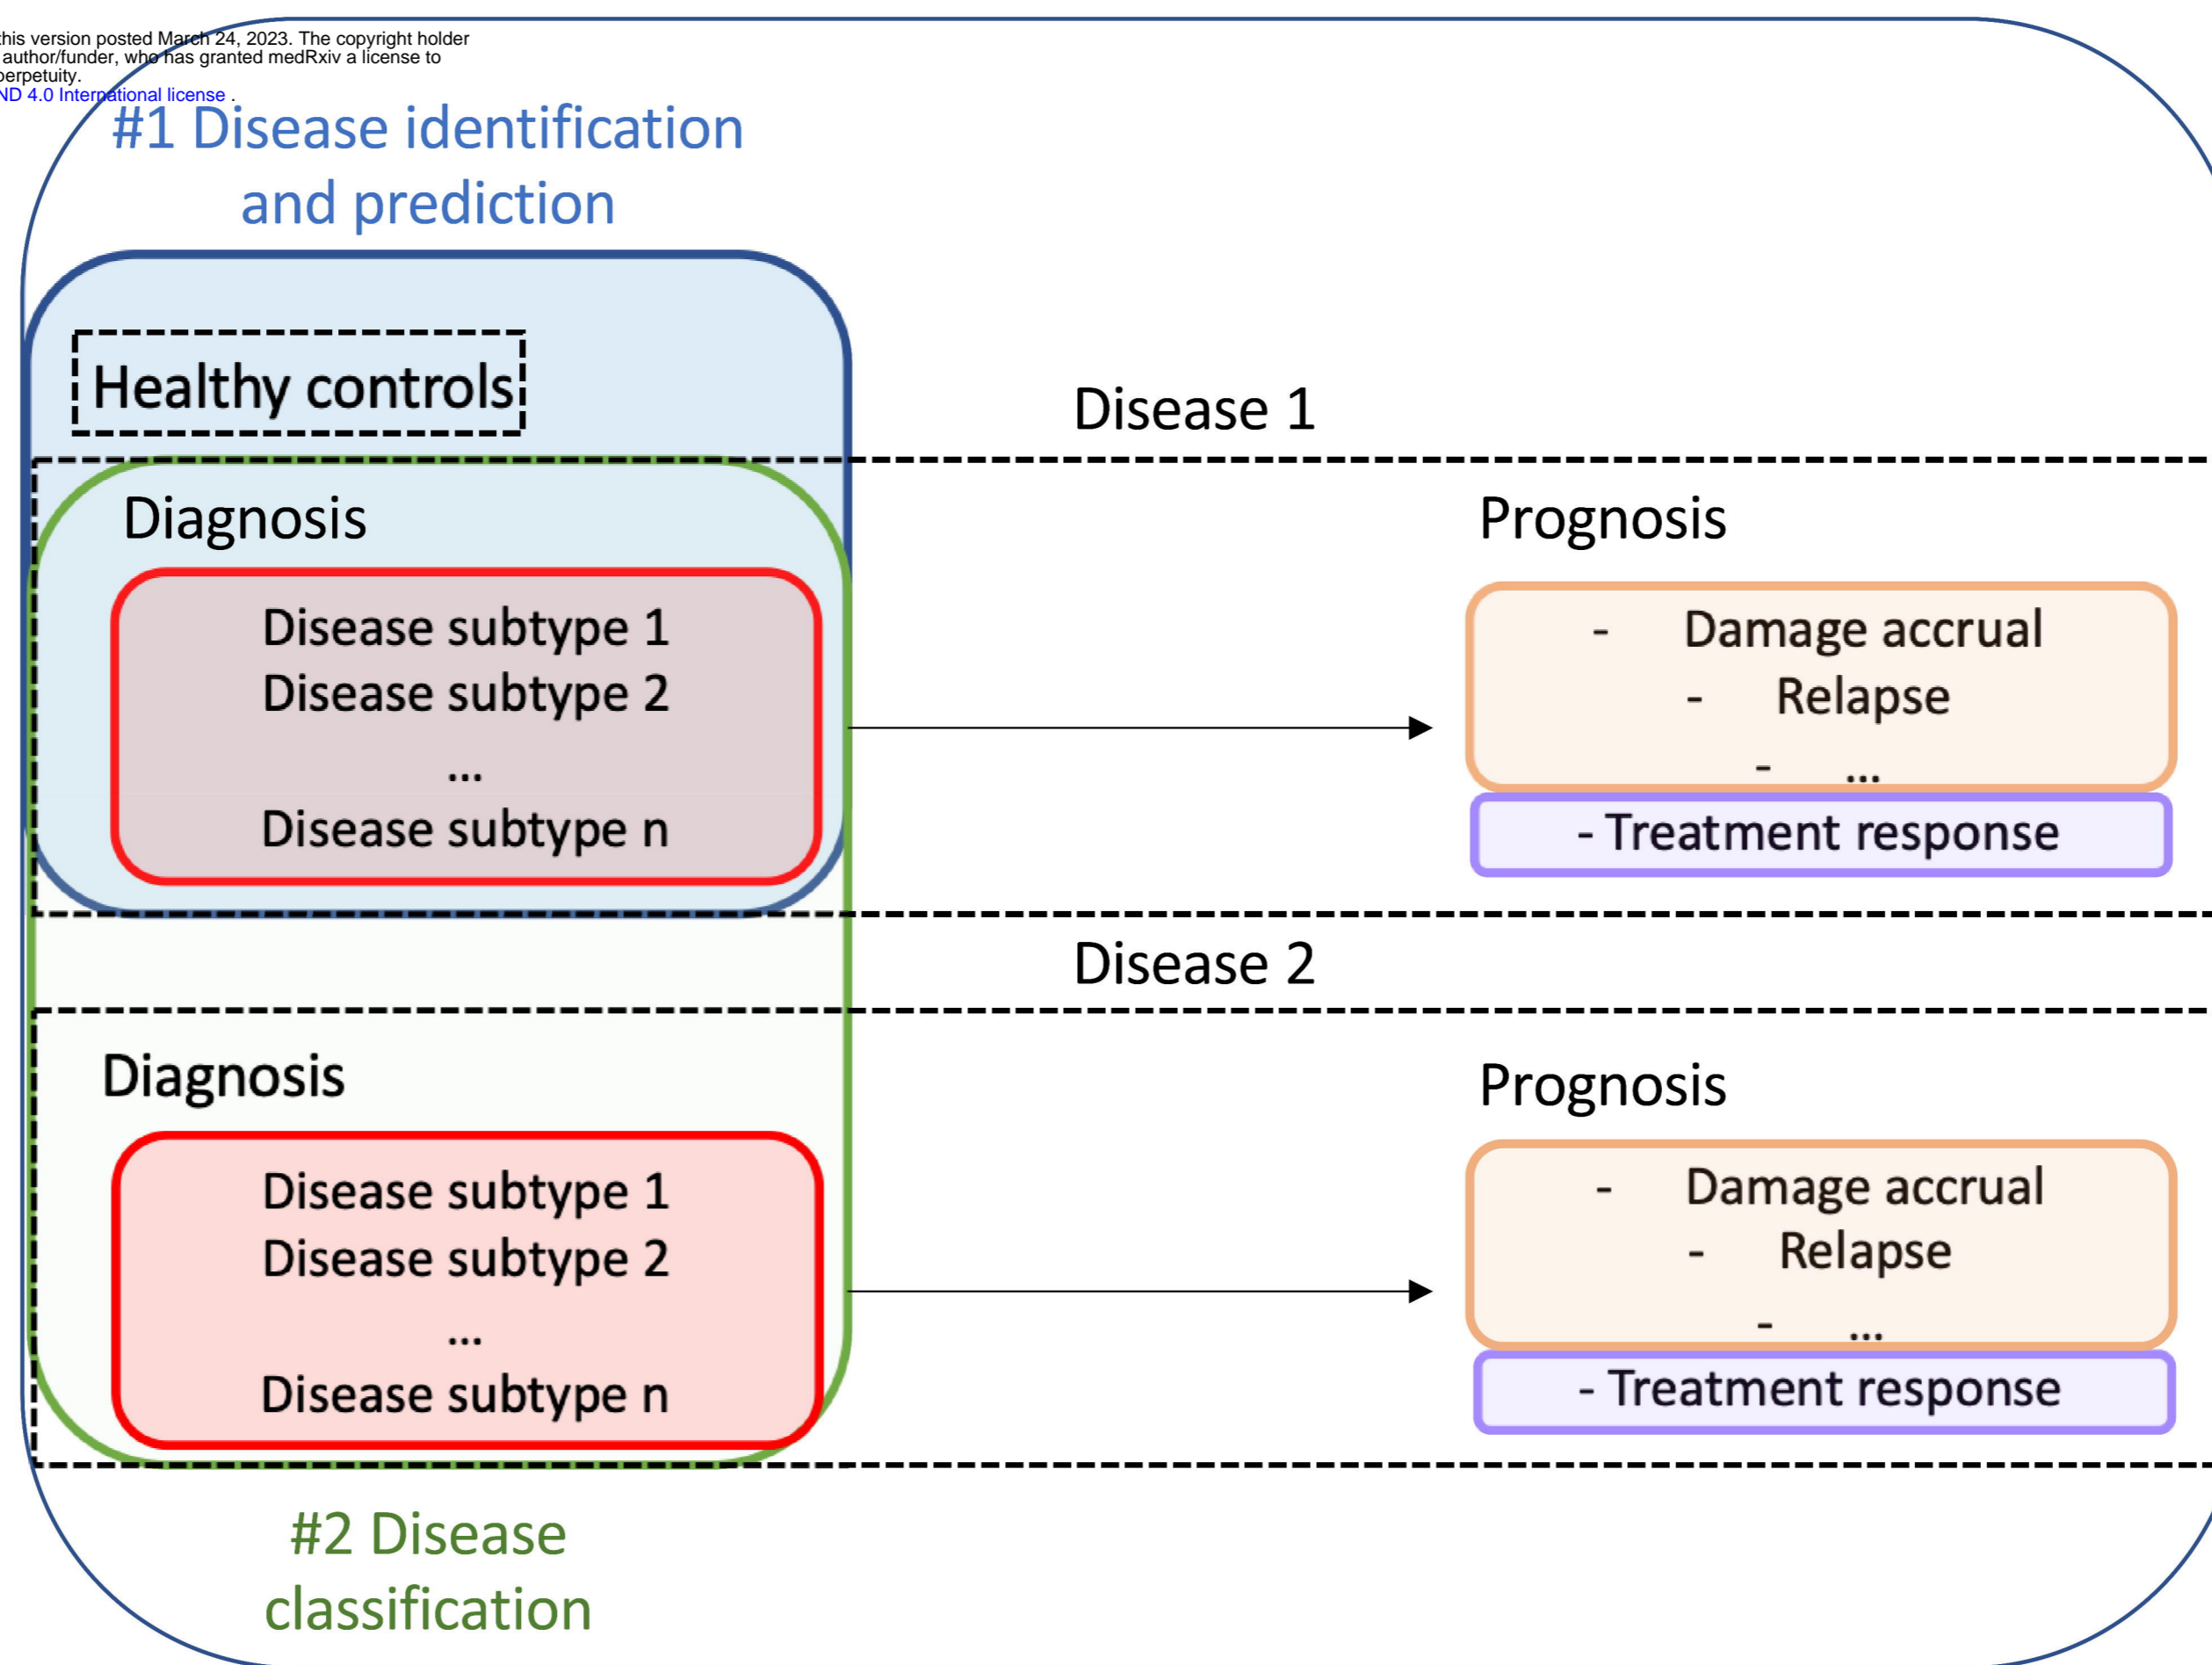 this version posted March 24, 2023. The copyright holder
author/funder, who has granted medRxiv a license to
perpetuity.
ND 4.0 International license .
#1 Disease identification
and prediction
Healthy controls
Disease 1
Diagnosis
Disease subtype 1
Disease subtype 2
...
Disease subtype n
Prognosis
- Damage accrual
- Relapse
- ...
- Treatment response
Disease 2
Diagnosis
Disease subtype 1
Disease subtype 2
...
Disease subtype n
Prognosis
- Damage accrual
- Relapse
- ...
- Treatment response
#2 Disease
classification